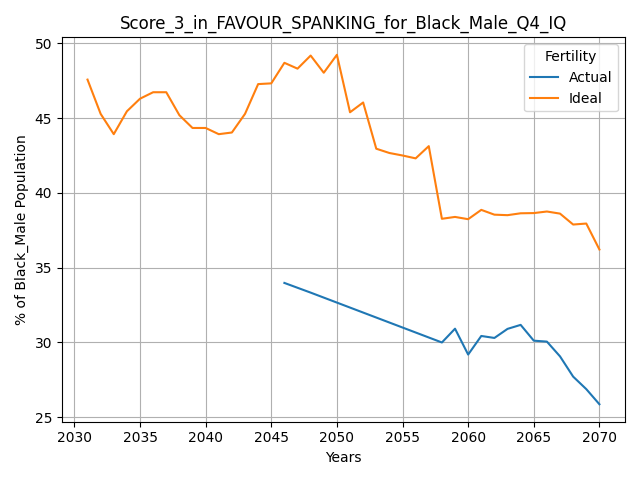 Score_3_in_FAVOUR_SPANKING_for_Black_Male_Q4_IQ
50
45
40
35
30
25
% of Black_Male Population
Fertility
Actual
Ideal
2030 2035 2040 2045 2050 2055 2060 2065 2070
Years